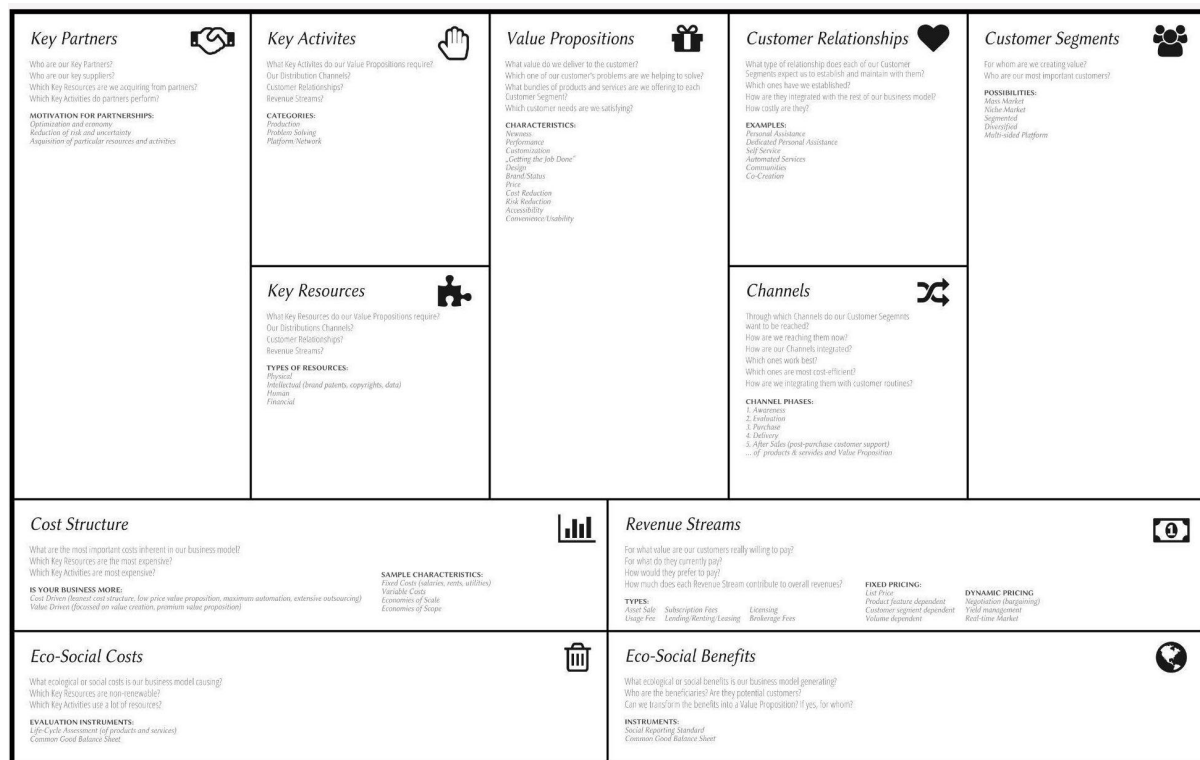 Key Partners
Who are our Key Partners?
Who are our key suppliers?
Which Key Resources are we acquiring from partners?
Which Key Activities do partners perform?
MOTIVATION FOR PARTNERSHIPS:
Optimization and economy
Reduction of risk and uncertainty
Acquisition of particular resources and activities
Key Activites
What Key Activites do our Value Propositions require?
Our Distribution Channels?
Customer Relationships?
Revenue Streams?
CATEGORIES:
Production
Problem Solving
Platform/Network
Key Resources
What Key Resources do our Value Propositions require?
Our Distributions Channels?
Customer Relationships?
Revenue Streams?
TYPES OF RESOURCES:
Physical
Intellectual (brand patents, copyrights, data)
Human
Financial
Value Propositions
What value do we deliver to the customer?
Which one of our customer's problems are we helping to solve?
What bundles of products and services are we offering to each
Customer Segment?
Which customer needs are we satisfying?
CHARACTERISTICS:
Newness
Performance
Customization
„Getting the Job Done"
Design
Brand/Status
Price
Cost Reduction
Risk Reduction
Accessibility
Convenience/Usability
Customer Relationships
What type of relationship does each of our Customer
Segments expect us to establish and maintain with them?
Which ones have we established?
How are they integrated with the rest of our business model?
How costly are they?
EXAMPLES:
Personal Assistance
Dedicated Personal Assistance
Self Service
Automated Services
Communities
Co-Creation
Channels
Through which Channels do our Customer Segemnts
want to be reached?
How are we reaching them now?
How are our Channels integrated?
Which ones work best?
Which ones are most cost-efficient?
How are we integrating them with customer routines?
CHANNEL PHASES:
1. Awareness
2. Evaluation
3. Purchase
4. Delivery
5. After Sales (post-purchase customer support)
... of products & servides and Value Proposition
Customer Segments
For whom are we creating value?
Who are our most important customers?
POSSIBILITIES:
Mass Market
Niche Market
Segmented
Diversified
Multi-sided Platform
Cost Structure
What are the most important costs inherent in our business model?
Which Key Resources are the most expensive?
Which Key Activities are most expensive?
IS YOUR BUSINESS MORE:
Cost Driven (leanest cost structure, low price value proposition, maximum automation, extensive outsourcing)
Value Driven (focussed on value creation, premium value proposition)
SAMPLE CHARACTERISTICS:
Fixed Costs (salaries, rents, utilities)
Variable Costs
Economies of Scale
Economies of Scope
Revenue Streams
For what value are our customers really willing to pay?
For what do they currently pay?
How would they prefer to pay?
How much does each Revenue Stream contribute to overall revenues?
TYPES:
Asset Sale Subscription Fees Licensing
Usage Fee Lending/Renting/Leasing Brokerage Fees
FIXED PRICING:
List Price
Product feature dependent
Customer segment dependent
Volume dependent
DYNAMIC PRICING
Negotiation (bargaining)
Yield management
Real-time Market
1
Eco-Social Costs
What ecological or social costs is our business model causing?
Which Key Resources are non-renewable?
Which Key Activities use a lot of resources?
EVALUATION INSTRUMENTS:
Life-Cycle Assessment (of products and services)
Common Good Balance Sheet
Eco-Social Benefits
What ecological or social benefits is our business model generating?
Who are the beneficiaries? Are they potential customers?
Can we transform the benefits into a Value Proposition? If yes, for whom?
INSTRUMENTS:
Social Reporting Standard
Common Good Balance Sheet